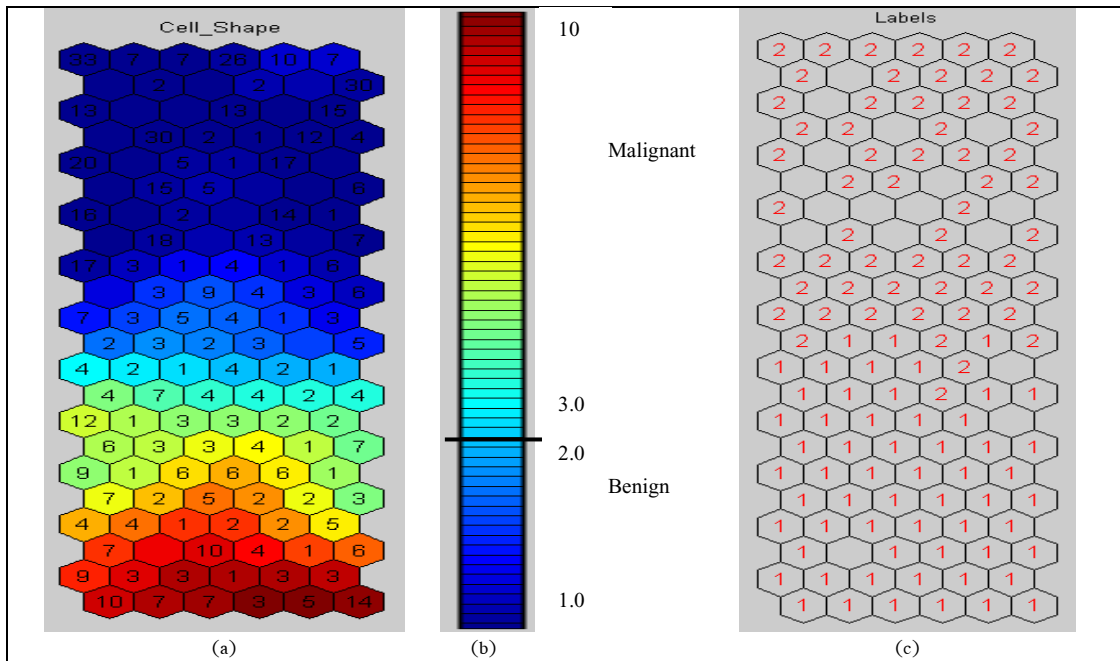 Cell_Shape
33 7 7 26 10 7
2 2 30
13 13 15
30 2 1 12 4
20 5 1 17
15 5 6
16 2 14 1
18 13 7
17 3 1 4 1 6
3 9 4 3 6
7 3 5 4 1 3
2 3 2 3 5
4 2 1 4 2 1
4 7 4 4 2 4
12 1 3 3 2 2
6 3 3 4 1 7
9 1 6 6 6 1
7 2 5 2 2 3
4 4 1 2 2 5
7 10 4 1 6
9 3 3 1 3 3
10 7 7 3 5 14
(a)
10
Malignant
3.0
2.0
Benign
1.0
(b)
Labels
2 2 2 2 2 2
2 2 2 2 2
2 2 2 2 2
2 2 2 2
2 2 2 2 2
2 2 2 2
2 2
2 2 2
2 2 2 2 2 2
2 2 2 2 2 2
2 2 2 2 2 2
2 1 1 2 1 2
1 1 1 1 2
1 1 1 2 1 1
1 1 1 1 1
1 1 1 1 1 1
1 1 1 1 1 1
1 1 1 1 1 1
1 1 1 1 1 1
1 1 1 1 1
1 1 1 1 1 1
1 1 1 1 1 1
(c)